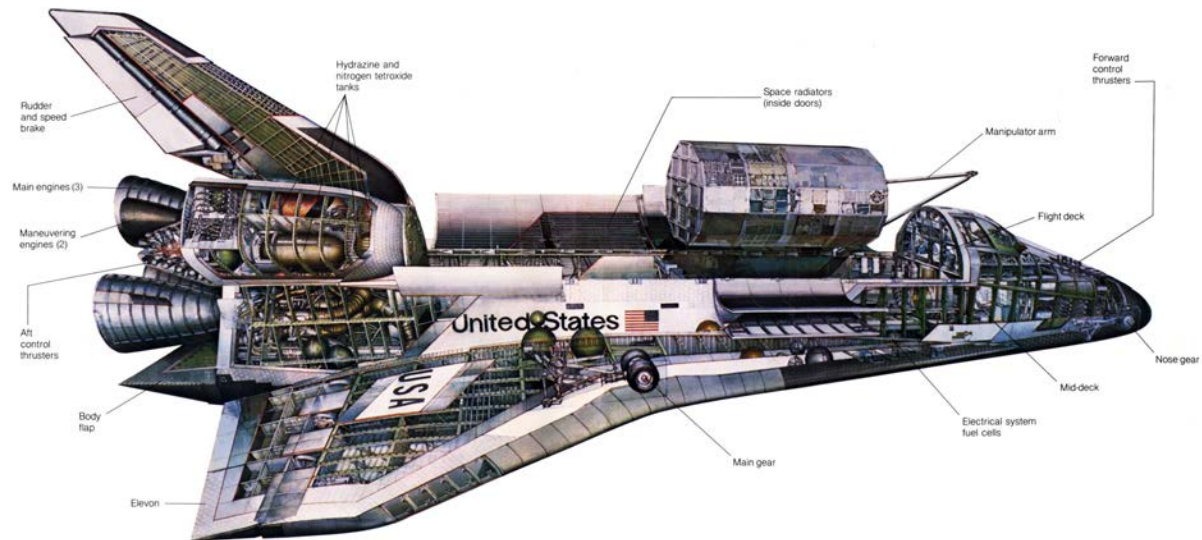 Forward
control
thrusters
Hydrazine and
nitrogen tetroxide
tanks
Space radiators
(inside doors)
Rudder
and speed
brake
Manipulator arm
Main engines (3)
Flight deck
Maneuvering
engines (2)
United States
Aft
control
thrusters
Nose gear
USA
Mid-deck
Body
flap
Electrical system
fuel cells
Main gear
Elevon